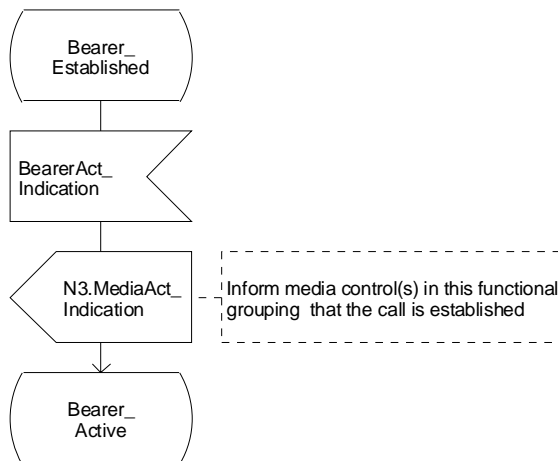 Bearer_
Established
BearerAct_
Indication
N3.MediaAct_
Indication
Inform media control(s) in this functional
grouping that the call is established
Bearer_
Active